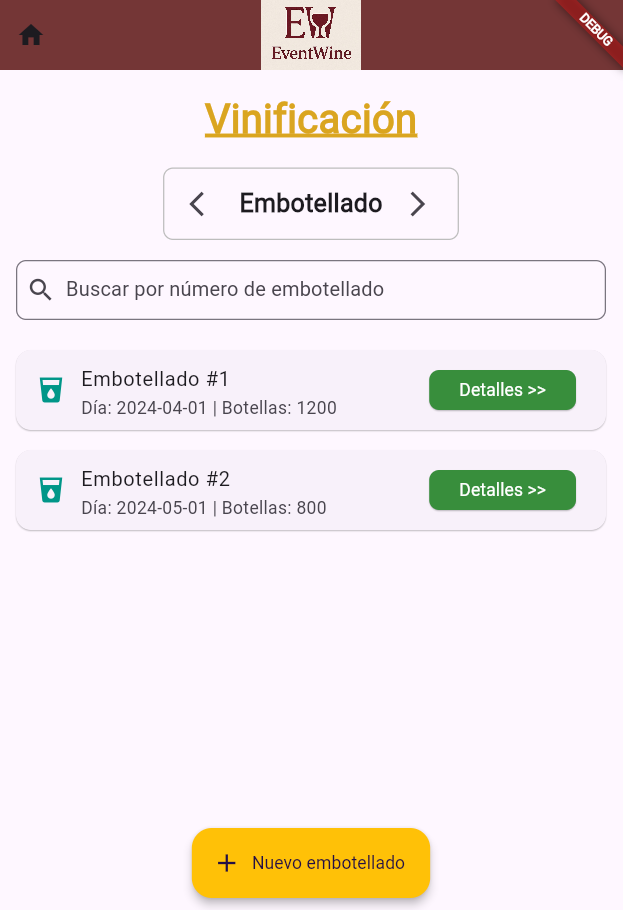 EW
EventWine
DEBUG
Vinificación
Embotellado
Buscar por número de embotellado
Embotellado #1
Día: 2024-04-01 | Botellas: 1200
Detalles >>
Embotellado #2
Día: 2024-05-01 | Botellas: 800
Detalles >>
Nuevo embotellado